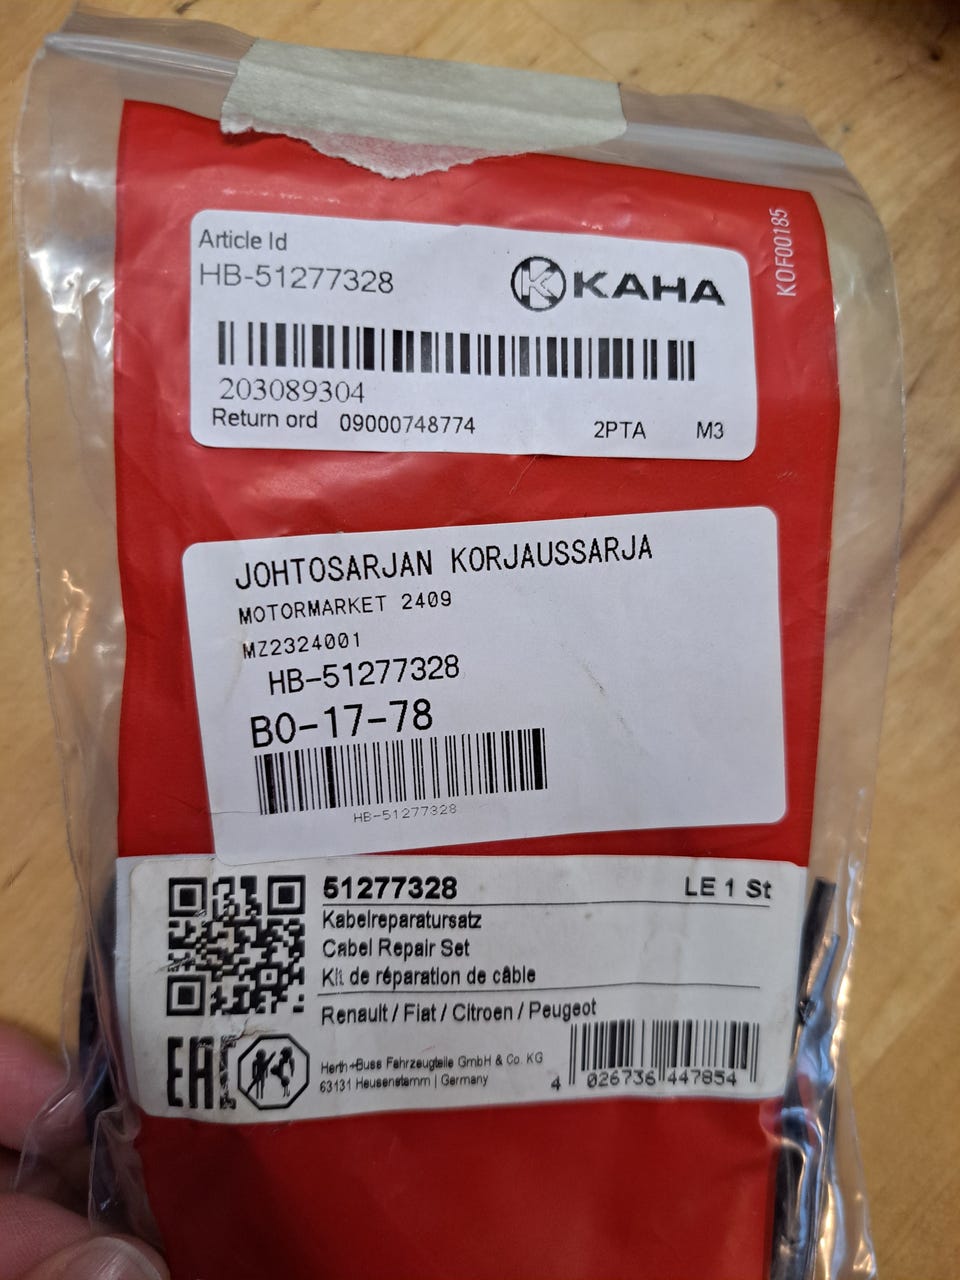 KOF00185
Article Id
HB-51277328
KAHA
203089304
Return ord 09000748774 2PTA M3
JOHTOSARJAN KORJAUSSARJA
MOTORMARKET 2409
MZ2324001
HB-51277328
BO-17-78
HB-51277328
51277328 LE 1 St
Kabelreparatursatz
Cabel Repair Set
Kit de réparation de câble
Renault / Fiat / Citroen / Peugeot
EAC
Herth+Buss Fahrzeugteile GmbH & Co. KG
63131 Heusenstamm | Germany
4 026736 447854